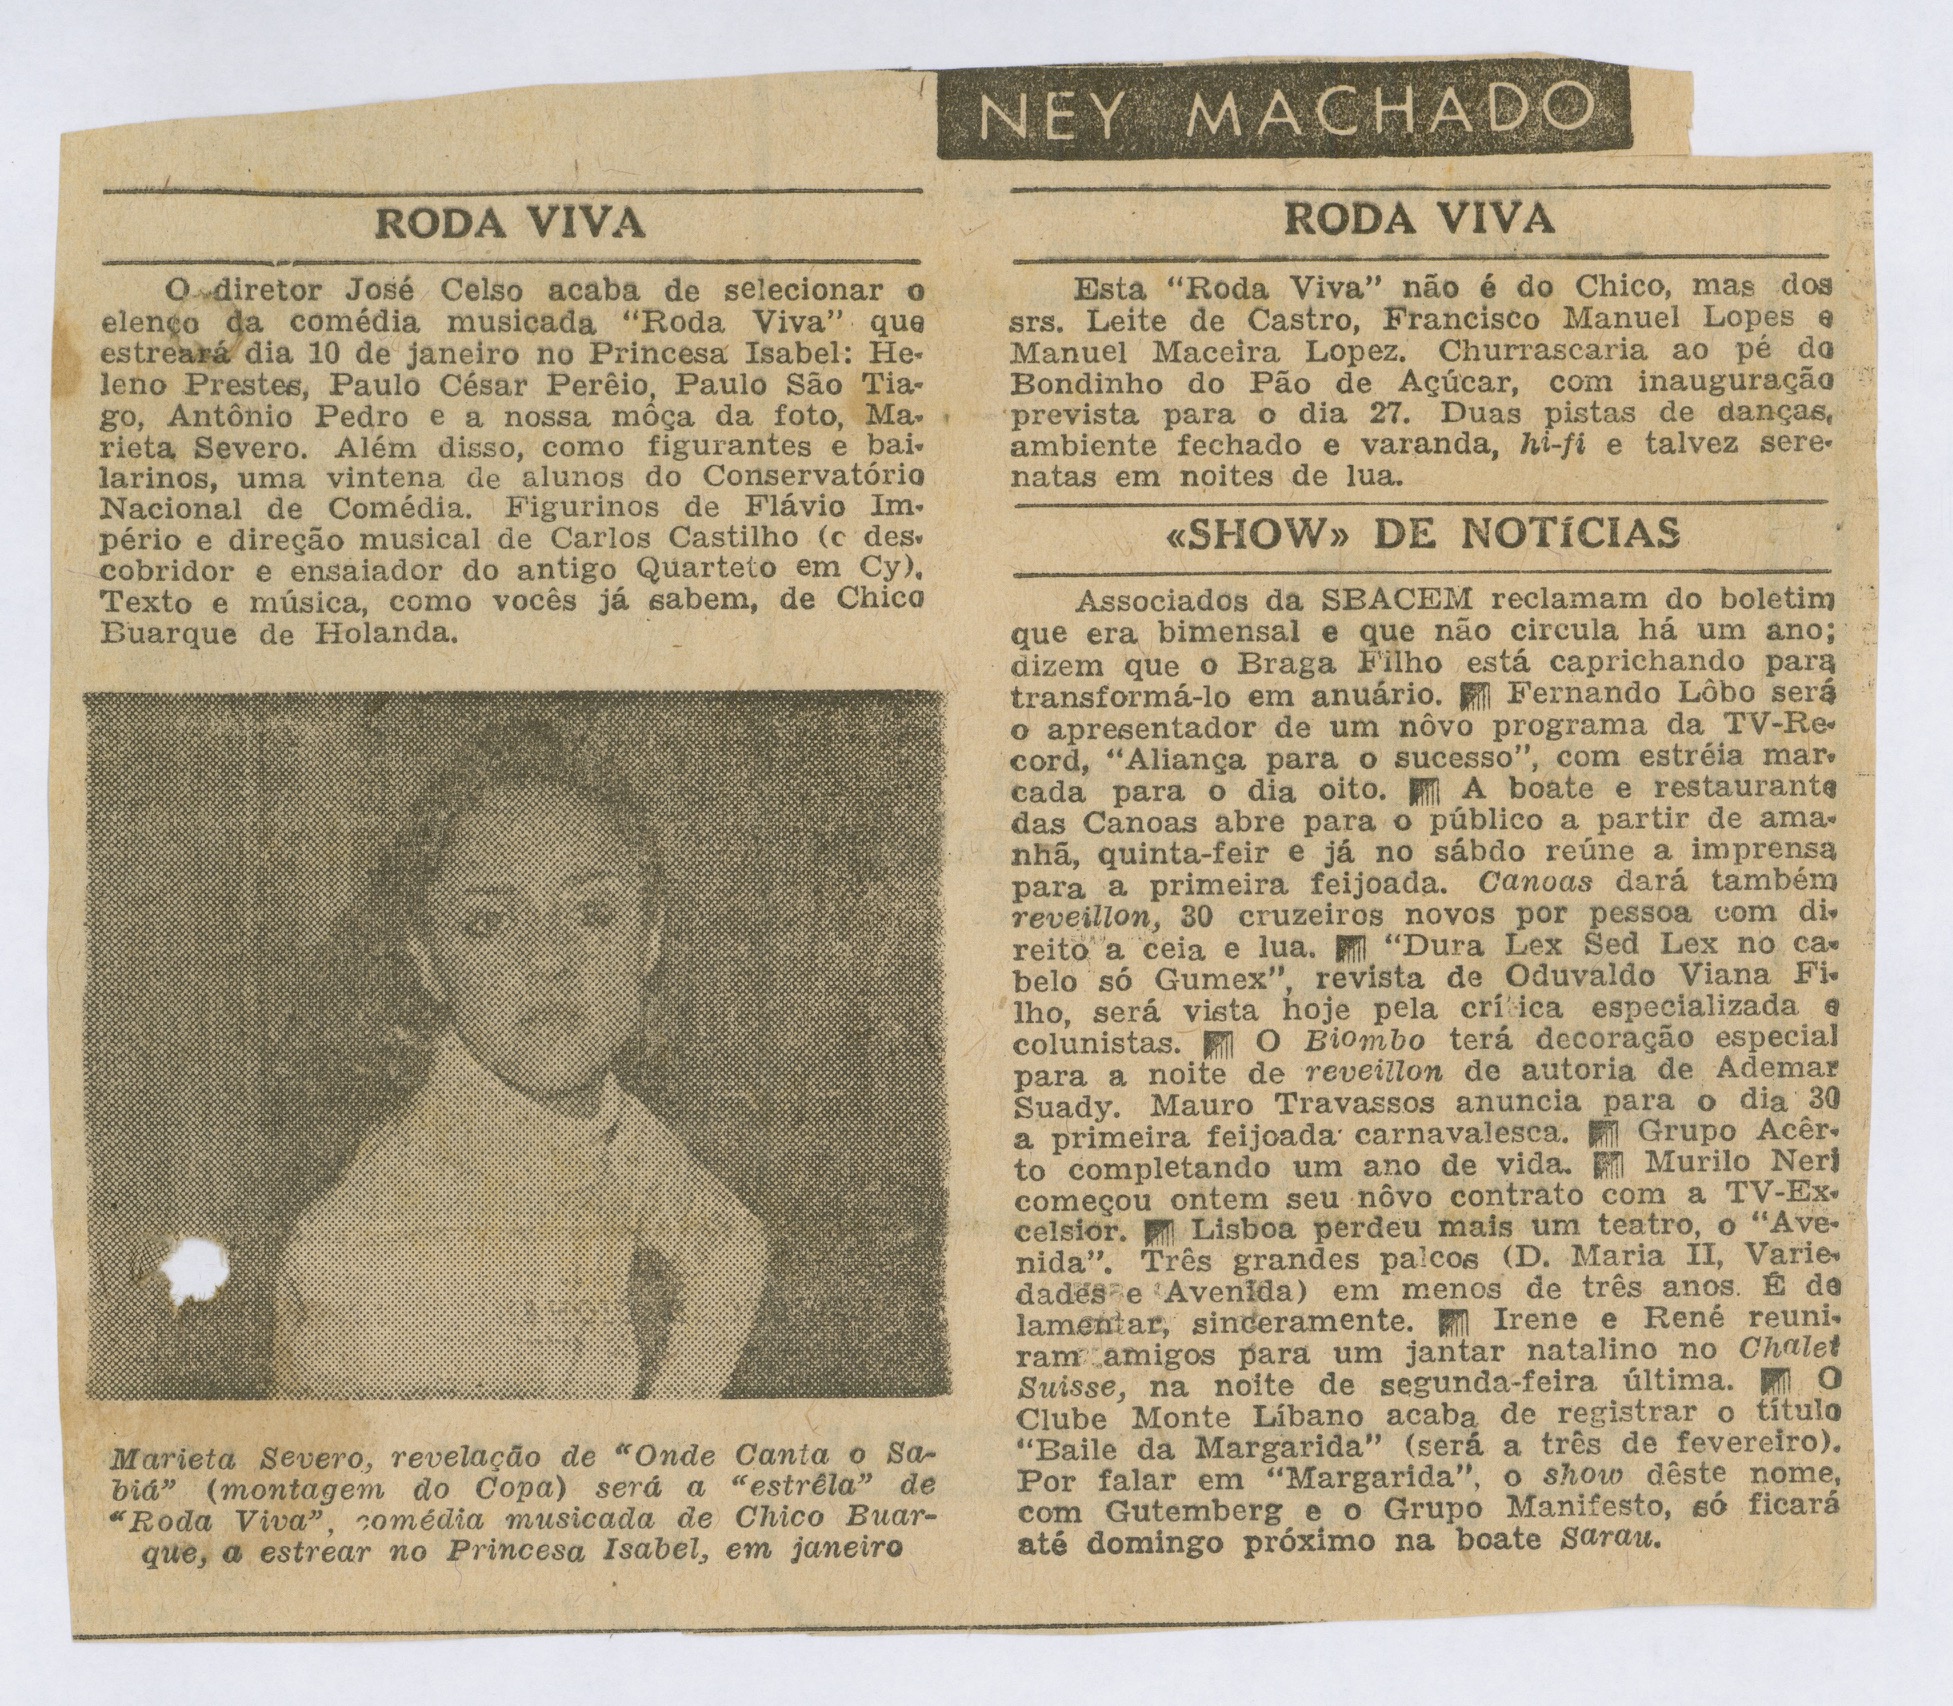 NEY MACHADO
RODA VIVA
O diretor José Celso acaba de selecionar o
elenço da comédia musicada "Roda Viva" que
estreará dia 10 de janeiro no Princesa Isabel: He-
leno Prestes, Paulo César Perêio, Paulo São Tia-
go, Antônio Pedro e a nossa môça da foto, Ma-
rieta Severo. Além disso, como figurantes e bai-
larinos, uma vintena de alunos do Conservatório
Nacional de Comédia. Figurinos de Flávio Im-
pério e direção musical de Carlos Castilho (o des-
cobridor e ensaiador do antigo Quarteto em Cy).
Texto e música, como vocês já sabem, de Chico
Buarque de Holanda.
Marieta Severo, revelação de "Onde Canta o Sa-
biá" (montagem do Copa) será a "estrêla" de
"Roda Viva", comédia musicada de Chico Buar-
que, a estrear no Princesa Isabel, em janeiro
RODA VIVA
Esta "Roda Viva" não é do Chico, mas dos
srs. Leite de Castro, Francisco Manuel Lopes e
Manuel Maceira Lopez. Churrascaria ao pé do
Bondinho do Pão de Açúcar, com inauguração
prevista para o dia 27. Duas pistas de danças,
ambiente fechado e varanda, hi-fi e talvez sere-
natas em noites de lua.
«SHOW» DE NOTÍCIAS
Associados da SBACEM reclamam do boletim
que era bimensal e que não circula há um ano;
dizem que o Braga Filho está caprichando para
transformá-lo em anuário. Fernando Lôbo será
o apresentador de um nôvo programa da TV-Re-
cord, "Aliança para o sucesso", com estréia mar-
cada para o dia oito. A boate e restaurante
das Canoas abre para o público a partir de ama-
nhã, quinta-feir e já no sábdo reúne a imprensa
para a primeira feijoada. Canoas dará também
reveillon, 30 cruzeiros novos por pessoa com di-
reito a ceia e lua. "Dura Lex Sed Lex no ca-
belo só Gumex", revista de Oduvaldo Viana Fi-
lho, será vista hoje pela crítica especializada e
colunistas. O Biombo terá decoração especial
para a noite de reveillon de autoria de Ademar
Suady. Mauro Travassos anuncia para o dia 30
a primeira feijoada carnavalesca. Grupo Acêr-
to completando um ano de vida. Murilo Neri
começou ontem seu nôvo contrato com a TV-Ex-
celsior. Lisboa perdeu mais um teatro, o "Ave-
nida". Três grandes palcos (D. Maria II, Varie-
dades e Avenida) em menos de três anos. É de
lamentar, sinceramente. Irene e René reuni-
ram amigos para um jantar natalino no Chalet
Suisse, na noite de segunda-feira última. O
Clube Monte Líbano acaba de registrar o título
"Baile da Margarida" (será a três de fevereiro).
Por falar em "Margarida", o show dêste nome,
com Gutemberg e o Grupo Manifesto, só ficará
até domingo próximo na boate Sarau.